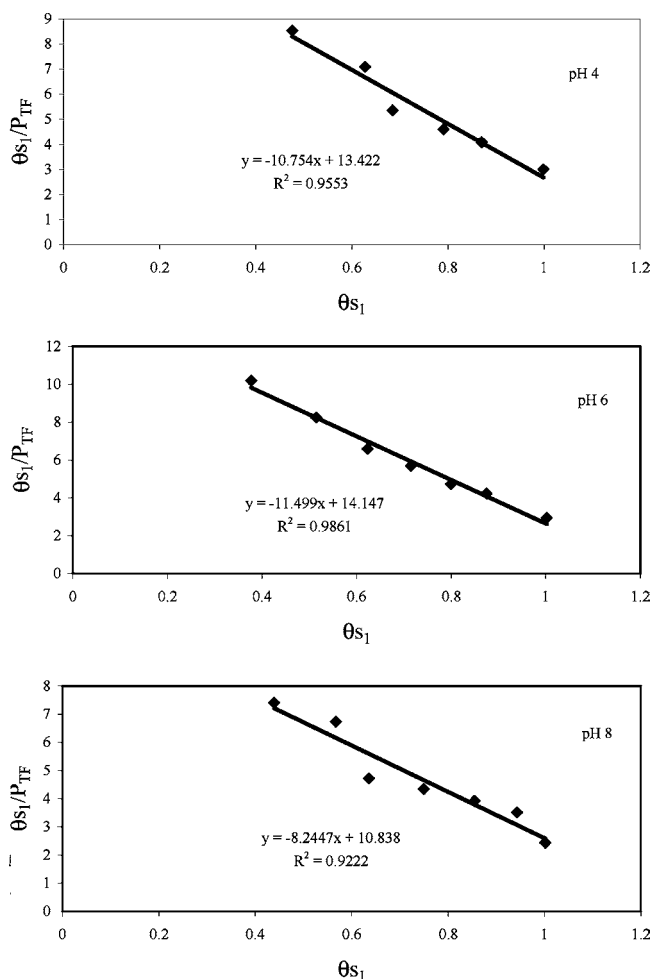 9
8
7
6
5
4
3
2
1
0
θs₁/P_TF
pH 4
y = -10.754x + 13.422
R² = 0.9553
0 0.2 0.4 0.6 0.8 1 1.2
θs₁
12
10
8
6
4
2
0
θs₁/P_TF
pH 6
y = -11.499x + 14.147
R² = 0.9861
0 0.2 0.4 0.6 0.8 1 1.2
θs₁
8
7
6
5
4
3
2
1
0
θs₁/P_TF
pH 8
y = -8.2447x + 10.838
R² = 0.9222
0 0.2 0.4 0.6 0.8 1 1.2
θs₁